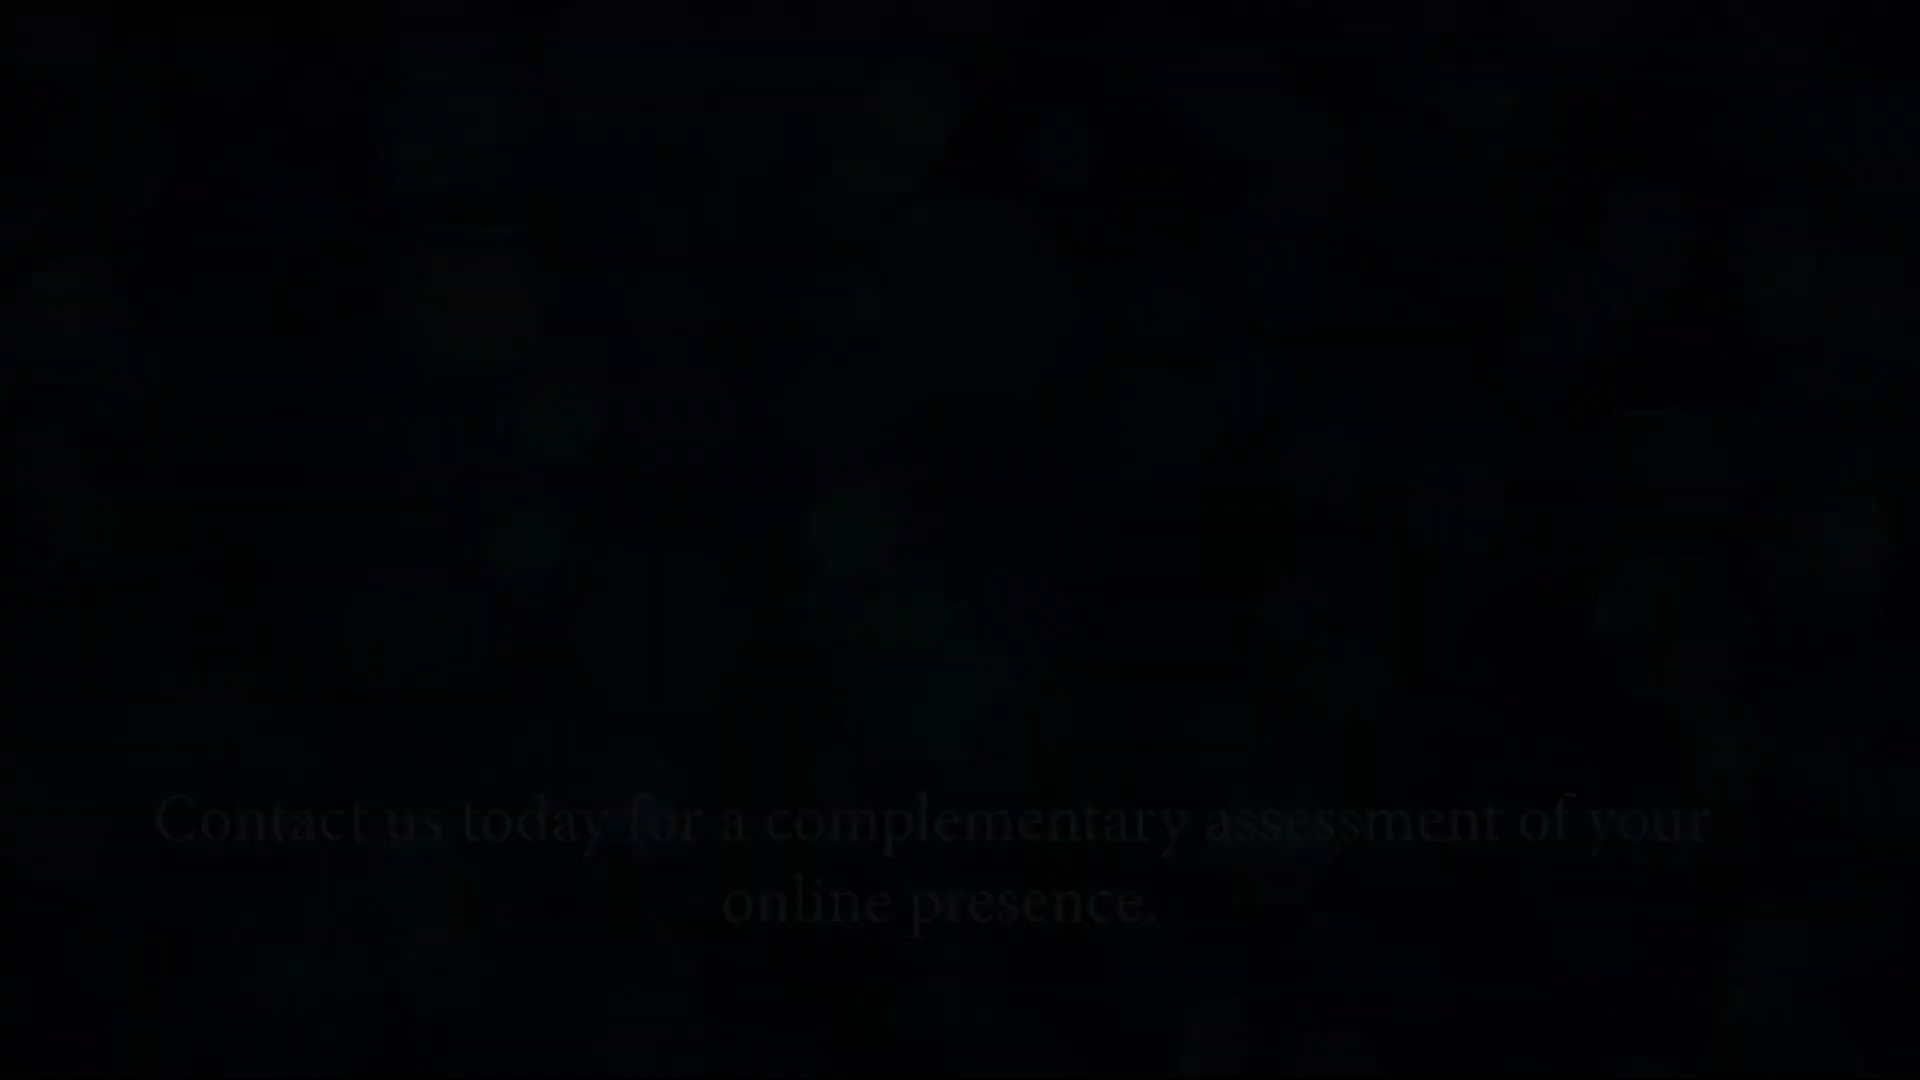 Contact us today for a complementary assessment of your
online presence.